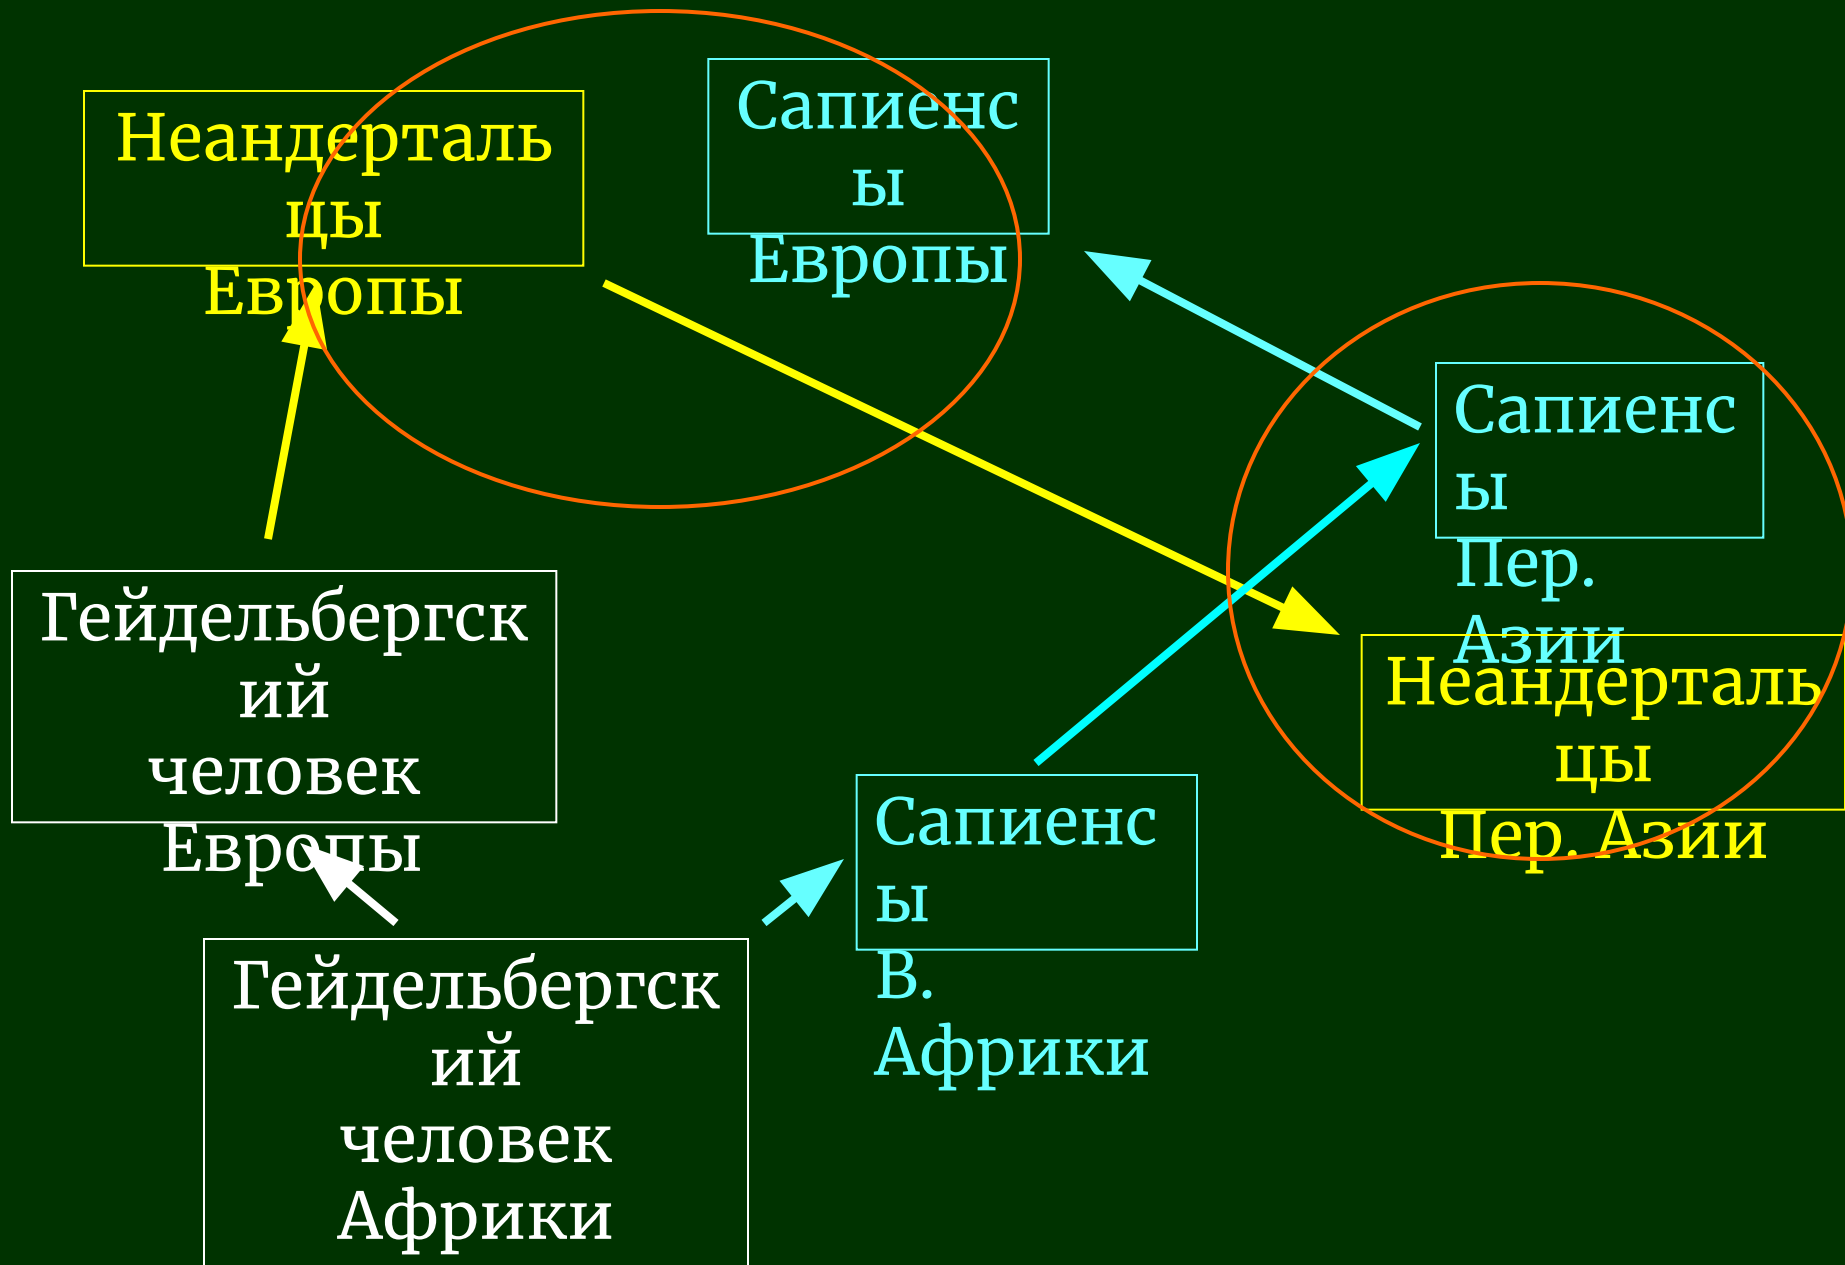 Неандерталь
цы
Европы
Сапиенс
ы
Европы
Сапиенс
ы
Пер.
Азии
Неандерталь
цы
Пер. Азии
Гейдельбергск
ий
человек
Европы
Сапиенс
ы
В.
Африки
Гейдельбергск
ий
человек
Африки